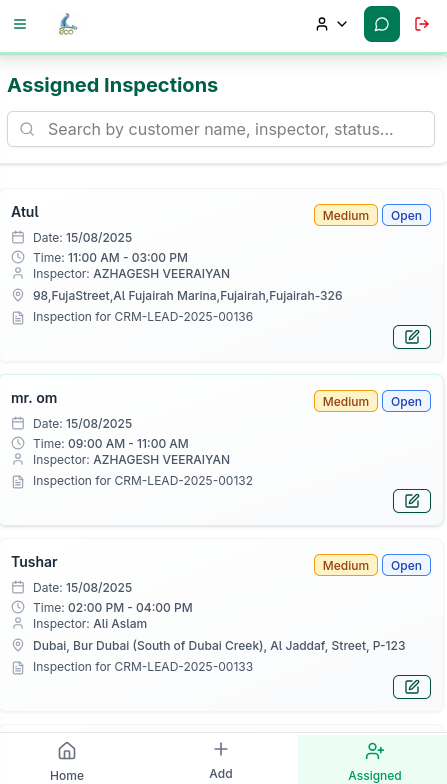 eco
Assigned Inspections
Search by customer name, inspector, status...
Atul
Medium
Open
Date: 15/08/2025
Time: 11:00 AM - 03:00 PM
Inspector: AZHAGESH VEERAIYAN
98,FujaStreet,Al Fujairah Marina,Fujairah,Fujairah-326
Inspection for CRM-LEAD-2025-00136
mr. om
Medium
Open
Date: 15/08/2025
Time: 09:00 AM - 11:00 AM
Inspector: AZHAGESH VEERAIYAN
Inspection for CRM-LEAD-2025-00132
Tushar
Medium
Open
Date: 15/08/2025
Time: 02:00 PM - 04:00 PM
Inspector: Ali Aslam
Dubai, Bur Dubai (South of Dubai Creek), Al Jaddaf, Street, P-123
Inspection for CRM-LEAD-2025-00133
Home
Add
Assigned